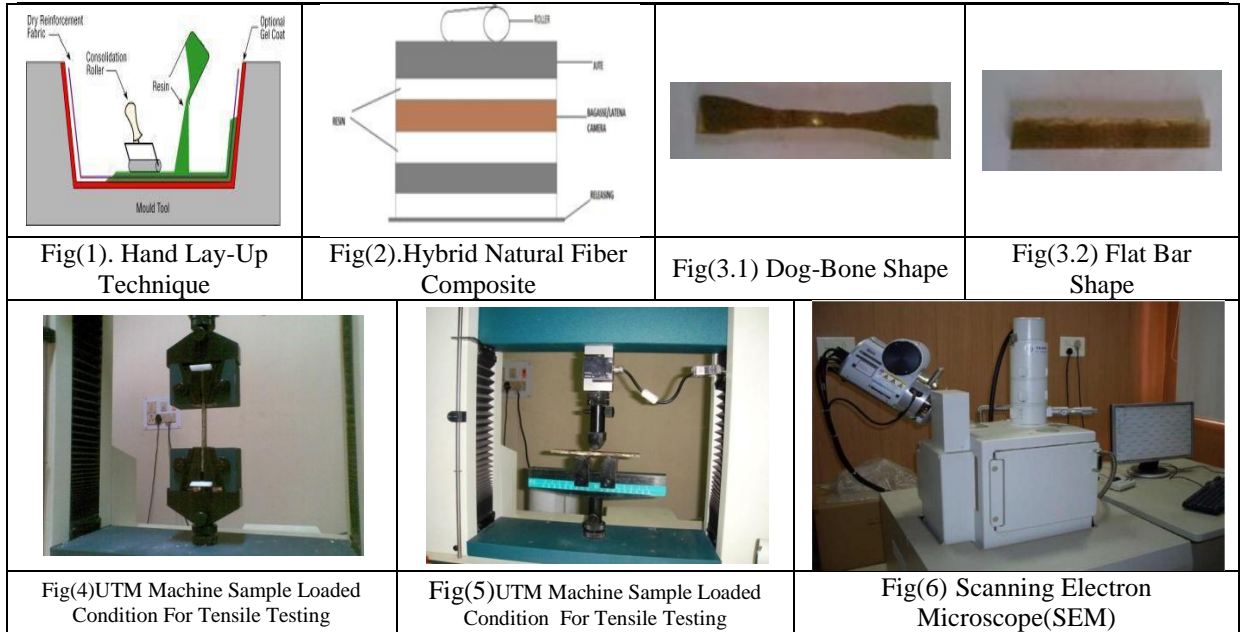 Dry Reinforcement
Fabric
Optional
Gel Coat
Consolidation
Roller
Resin
Mould Tool
ROLLER
JUTE
RESIN
BAGASSE/LATENA
CAMERA
RELEASING
Fig(1). Hand Lay-Up
Technique
Fig(2).Hybrid Natural Fiber
Composite
Fig(3.1) Dog-Bone Shape
Fig(3.2) Flat Bar
Shape
Fig(4)UTM Machine Sample Loaded
Condition For Tensile Testing
Fig(5)UTM Machine Sample Loaded
Condition For Tensile Testing
Fig(6) Scanning Electron
Microscope(SEM)